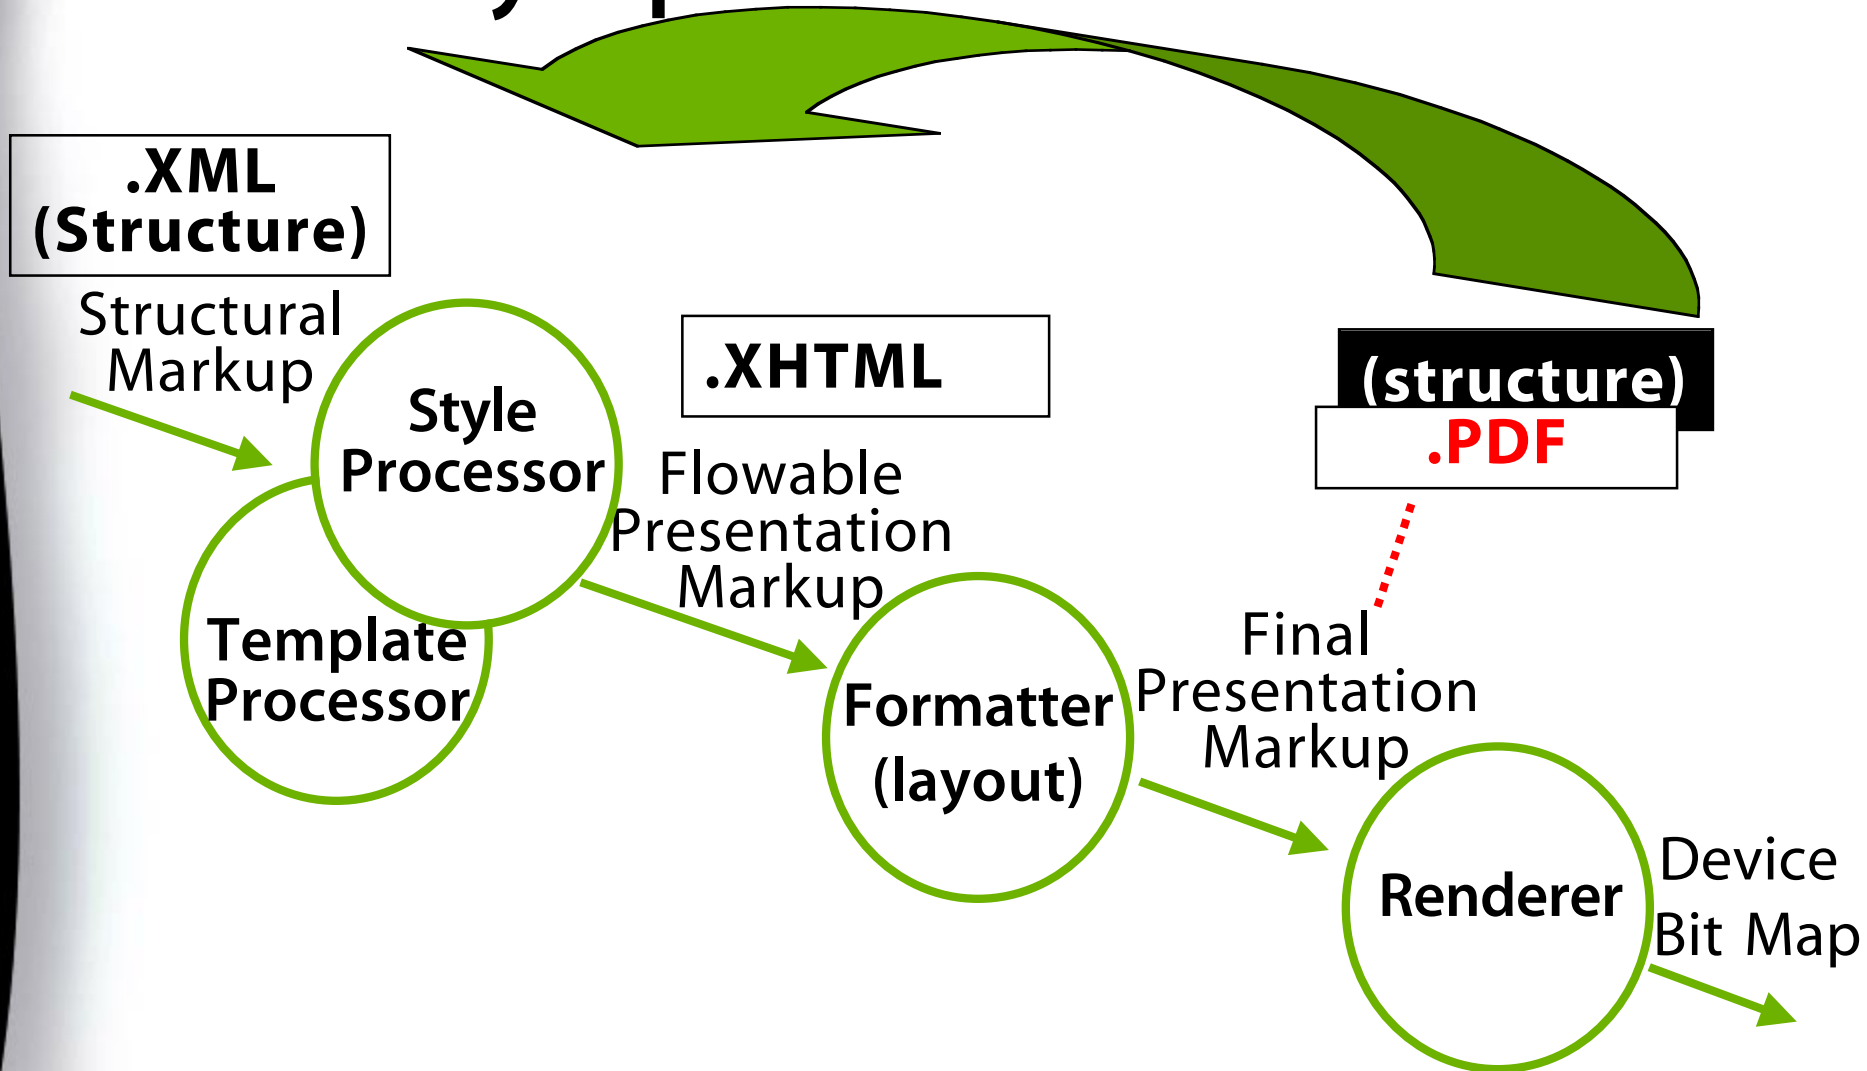 .XML
(Structure)
Structural
Markup
Style
Processor
Template
Processor
.XHTML
Flowable
Presentation
Markup
Formatter
(layout)
(structure)
.PDF
Final
Presentation
Markup
Renderer
Device
Bit Map